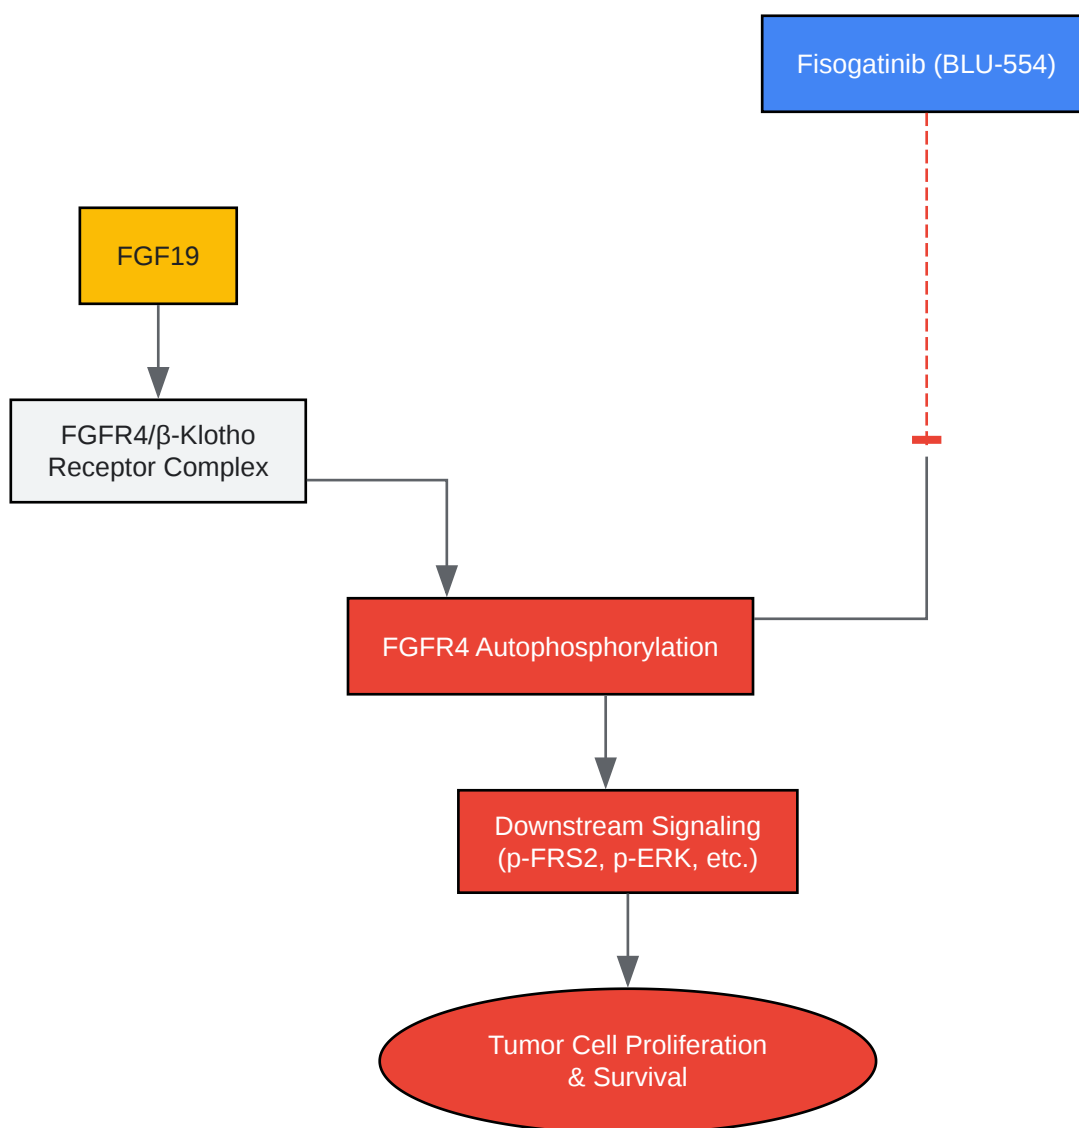 Fisogatinib (BLU-554)
FGF19
FGFR4/β-Klotho
Receptor Complex
FGFR4 Autophosphorylation
Downstream Signaling
(p-FRS2, p-ERK, etc.)
Tumor Cell Proliferation
& Survival